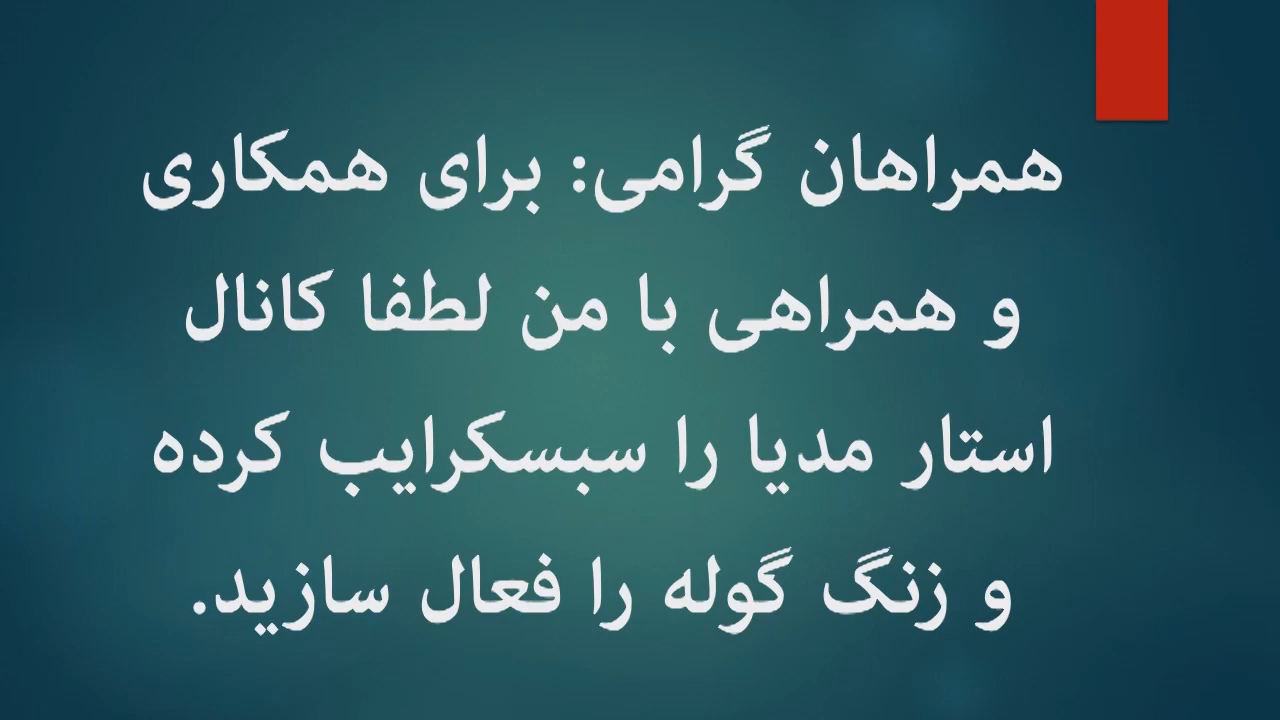 همراهان گرامی: برای همکاری
و همراهی با من لطفا کانال
استار مدیا را سبسکرایب کرده
و زنگ گوله را فعال سازید.